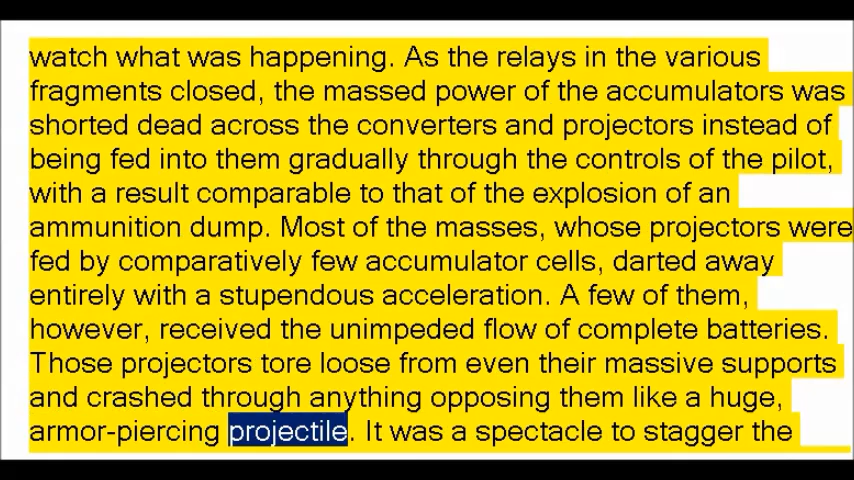 watch what was happening. As the relays in the various
fragments closed, the massed power of the accumulators was
shorted dead across the converters and projectors instead of
being fed into them gradually through the controls of the pilot,
with a result comparable to that of the explosion of an
ammunition dump. Most of the masses, whose projectors were
fed by comparatively few accumulator cells, darted away
entirely with a stupendous acceleration. A few of them,
however, received the unimpeded flow of complete batteries.
Those projectors tore loose from even their massive supports
and crashed through anything opposing them like a huge,
armor-piercing projectile. It was a spectacle to stagger the